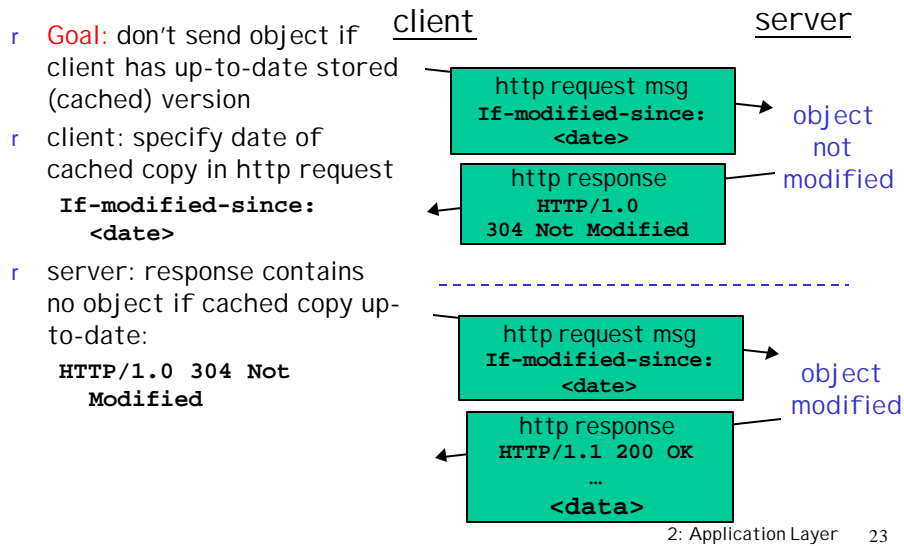 r Goal: don't send object if
client has up-to-date stored
(cached) version
r client: specify date of
cached copy in http request
If-modified-since:
<date>
r server: response contains
no object if cached copy up-
to-date:
HTTP/1.0 304 Not
Modified
client
server
http request msg
If-modified-since:
<date>
object
not
modified
http response
HTTP/1.0
304 Not Modified
http request msg
If-modified-since:
<date>
object
modified
http response
HTTP/1.1 200 OK
…
<data>
2: Application Layer 23